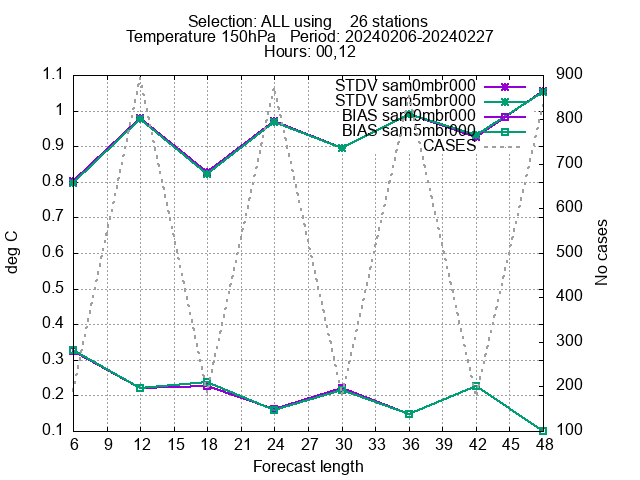 Selection: ALL using 26 stations
Temperature 150hPa Period: 20240206-20240227
Hours: 00,12
STDV sam0mbr000
STDV sam5mbr000
BIAS sam0mbr000
BIAS sam5mbr000
CASES
1.1
1
0.9
0.8
0.7
0.6
0.5
0.4
0.3
0.2
0.1
deg C
900
800
700
600
500
400
300
200
100
No cases
6 9 12 15 18 21 24 27 30 33 36 39 42 45 48
Forecast length